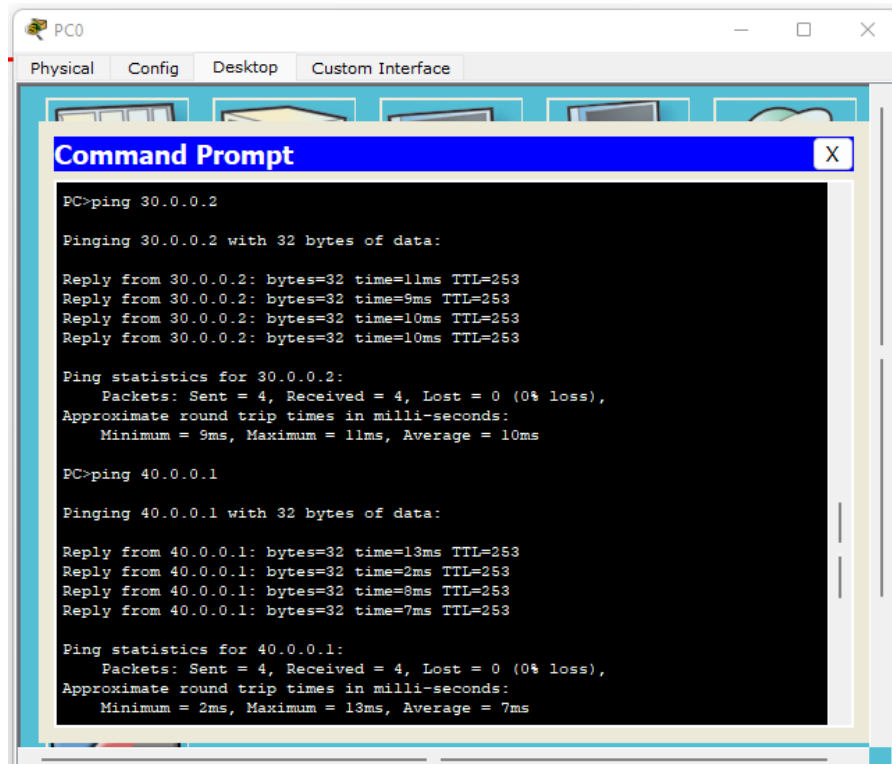 PC0
Physical Config Desktop Custom Interface
Command Prompt X
PC>ping 30.0.0.2
Pinging 30.0.0.2 with 32 bytes of data:
Reply from 30.0.0.2: bytes=32 time=11ms TTL=253
Reply from 30.0.0.2: bytes=32 time=9ms TTL=253
Reply from 30.0.0.2: bytes=32 time=10ms TTL=253
Reply from 30.0.0.2: bytes=32 time=10ms TTL=253
Ping statistics for 30.0.0.2:
Packets: Sent = 4, Received = 4, Lost = 0 (0% loss),
Approximate round trip times in milli-seconds:
Minimum = 9ms, Maximum = 11ms, Average = 10ms
PC>ping 40.0.0.1
Pinging 40.0.0.1 with 32 bytes of data:
Reply from 40.0.0.1: bytes=32 time=13ms TTL=253
Reply from 40.0.0.1: bytes=32 time=2ms TTL=253
Reply from 40.0.0.1: bytes=32 time=8ms TTL=253
Reply from 40.0.0.1: bytes=32 time=7ms TTL=253
Ping statistics for 40.0.0.1:
Packets: Sent = 4, Received = 4, Lost = 0 (0% loss),
Approximate round trip times in milli-seconds:
Minimum = 2ms, Maximum = 13ms, Average = 7ms